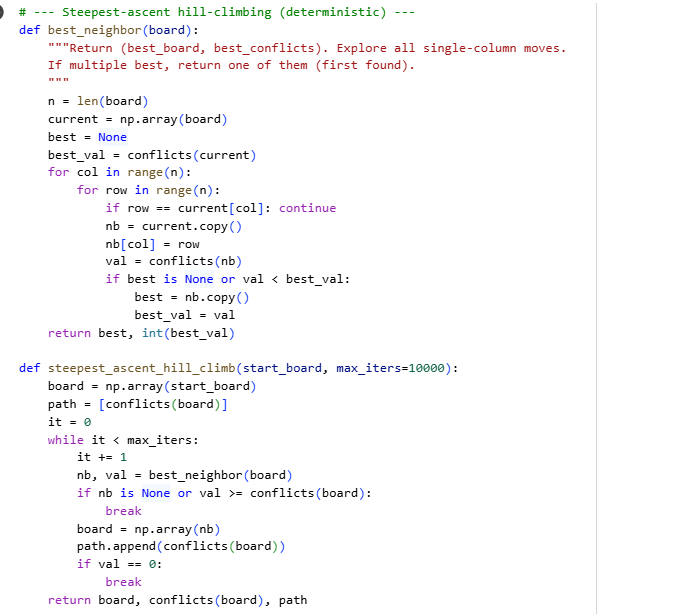 # --- Steepest-ascent hill-climbing (deterministic) ---
def best_neighbor(board):
    """Return (best_board, best_conflicts). Explore all single-column moves.
    If multiple best, return one of them (first found).
    """
    n = len(board)
    current = np.array(board)
    best = None
    best_val = conflicts(current)
    for col in range(n):
        for row in range(n):
            if row == current[col]: continue
            nb = current.copy()
            nb[col] = row
            val = conflicts(nb)
            if best is None or val < best_val:
                best = nb.copy()
                best_val = val
    return best, int(best_val)

def steepest_ascent_hill_climb(start_board, max_iters=10000):
    board = np.array(start_board)
    path = [conflicts(board)]
    it = 0
    while it < max_iters:
        it += 1
        nb, val = best_neighbor(board)
        if nb is None or val >= conflicts(board):
            break
        board = np.array(nb)
        path.append(conflicts(board))
        if val == 0:
            break
    return board, conflicts(board), path